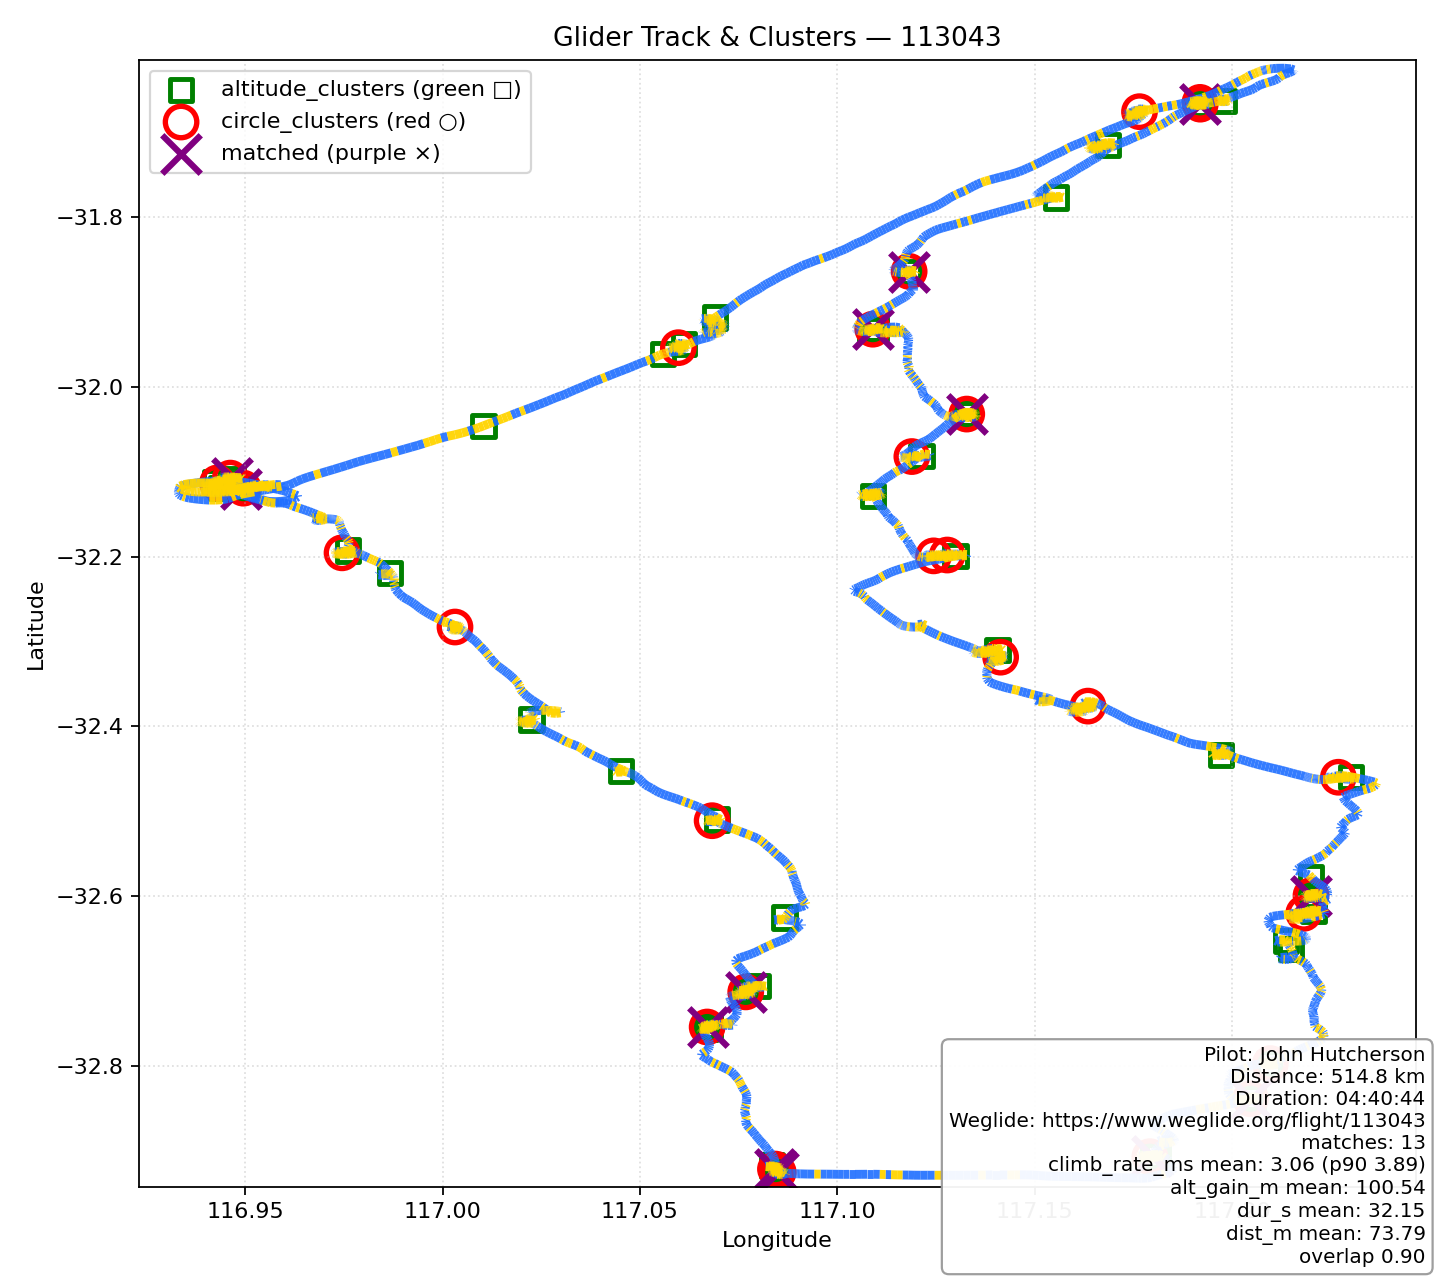 Glider Track & Clusters — 113043
altitude_clusters (green □)
circle_clusters (red ○)
matched (purple ×)
Latitude
−31.8
−32.0
−32.2
−32.4
−32.6
−32.8
116.95
117.00
117.05
117.10
117.15
Longitude
Pilot: John Hutcherson
Distance: 514.8 km
Duration: 04:40:44
Weglide: https://www.weglide.org/flight/113043
matches: 13
climb_rate_ms mean: 3.06 (p90 3.89)
alt_gain_m mean: 100.54
dur_s mean: 32.15
dist_m mean: 73.79
overlap 0.90